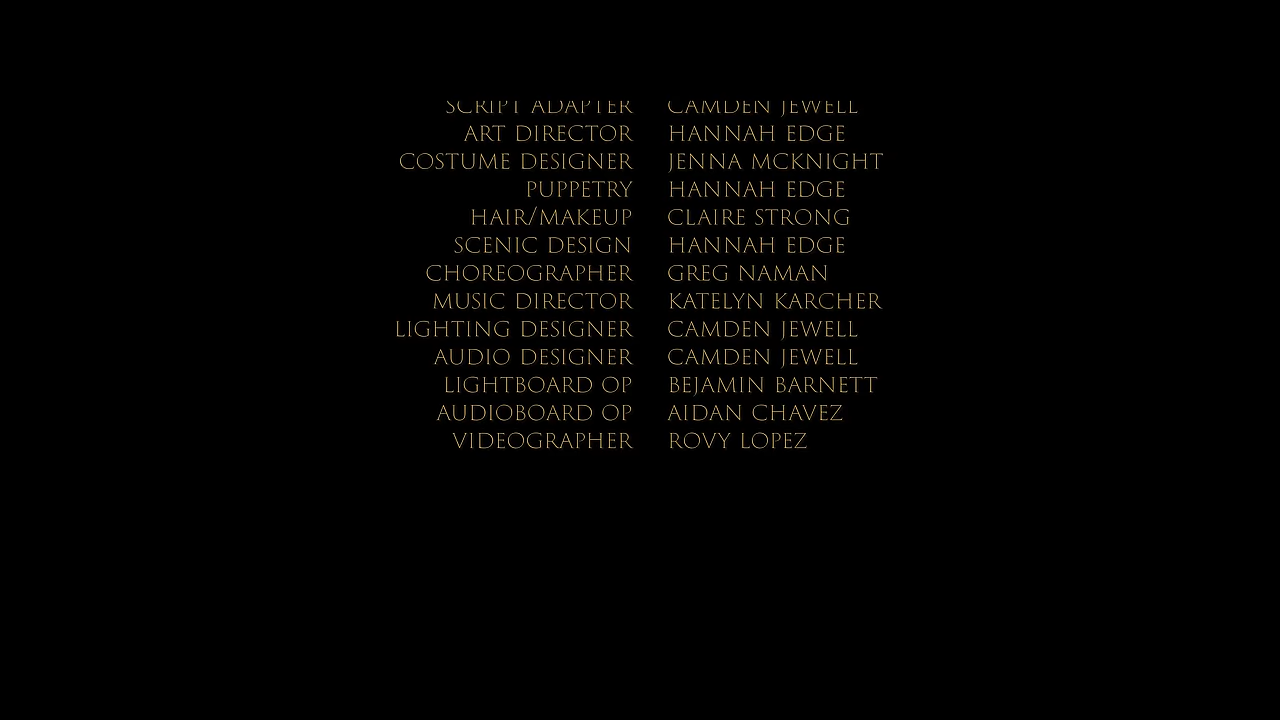 SCRIPT ADAPTER CAMDEN JEWELL
ART DIRECTOR HANNAH EDGE
COSTUME DESIGNER JENNA MCKNIGHT
PUPPETRY HANNAH EDGE
HAIR/MAKEUP CLAIRE STRONG
SCENIC DESIGN HANNAH EDGE
CHOREOGRAPHER GREG NAMAN
MUSIC DIRECTOR KATELYN KARCHER
LIGHTING DESIGNER CAMDEN JEWELL
AUDIO DESIGNER CAMDEN JEWELL
LIGHTBOARD OP BEJAMIN BARNETT
AUDIOBOARD OP AIDAN CHAVEZ
VIDEOGRAPHER ROVY LOPEZ